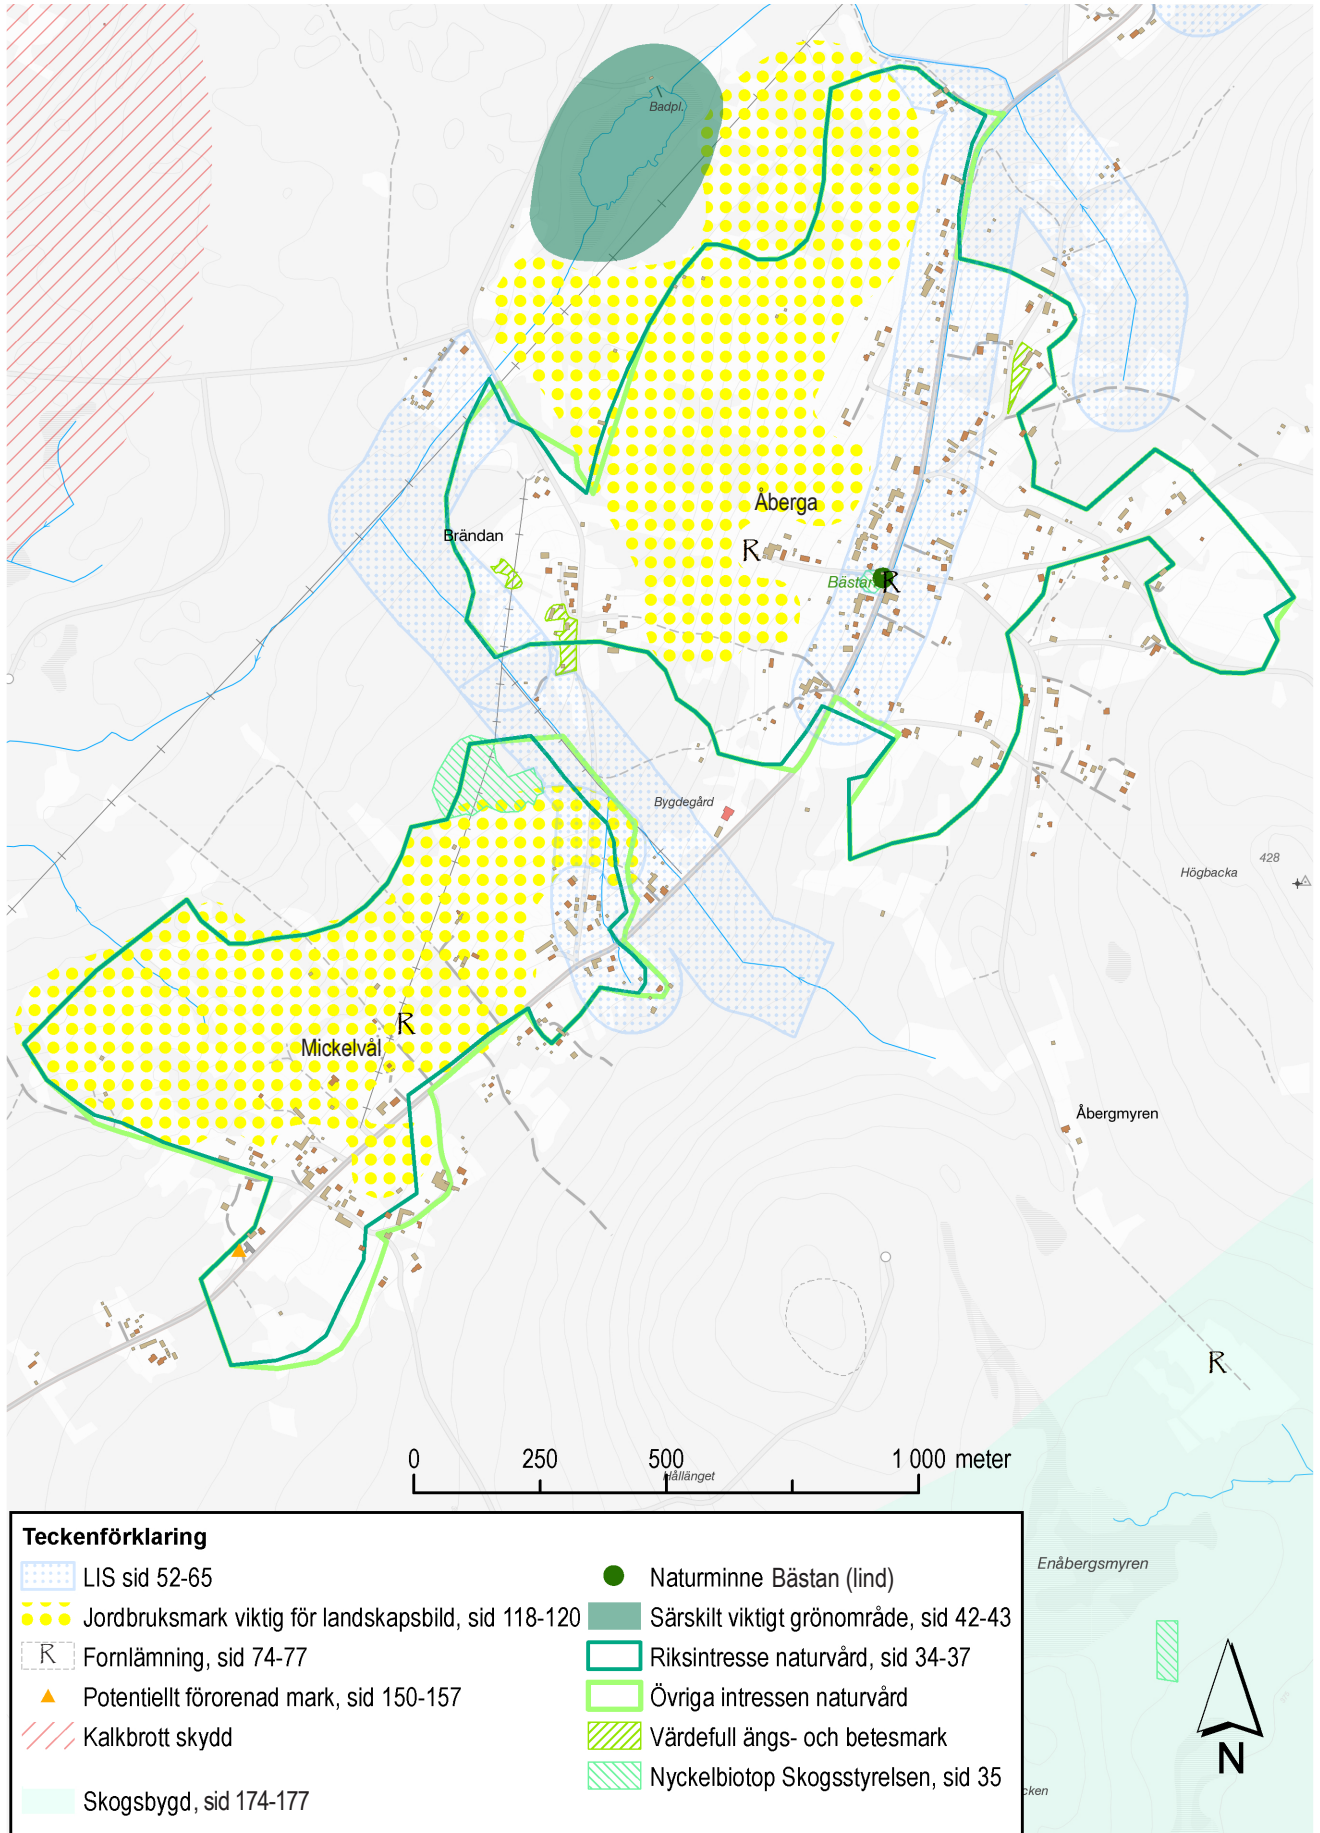 Badpl.
Åberga
Brändan
R
Bästan
R
Bygdegård
428
Högbacka
R
Mickelvål
Åbergmyren
R
0 250 500 1 000 meter
Hållänget
Teckenförklaring
LIS sid 52-65
Jordbruksmark viktig för landskapsbild, sid 118-120
R Fornlämning, sid 74-77
Potentiellt förorenad mark, sid 150-157
Kalkbrott skydd
Skogsbygd, sid 174-177
Naturminne Bästan (lind)
Särskilt viktigt grönområde, sid 42-43
Riksintresse naturvård, sid 34-37
Övriga intressen naturvård
Värdefull ängs- och betesmark
Nyckelbiotop Skogsstyrelsen, sid 35
Enåbergsmyren
N
cken